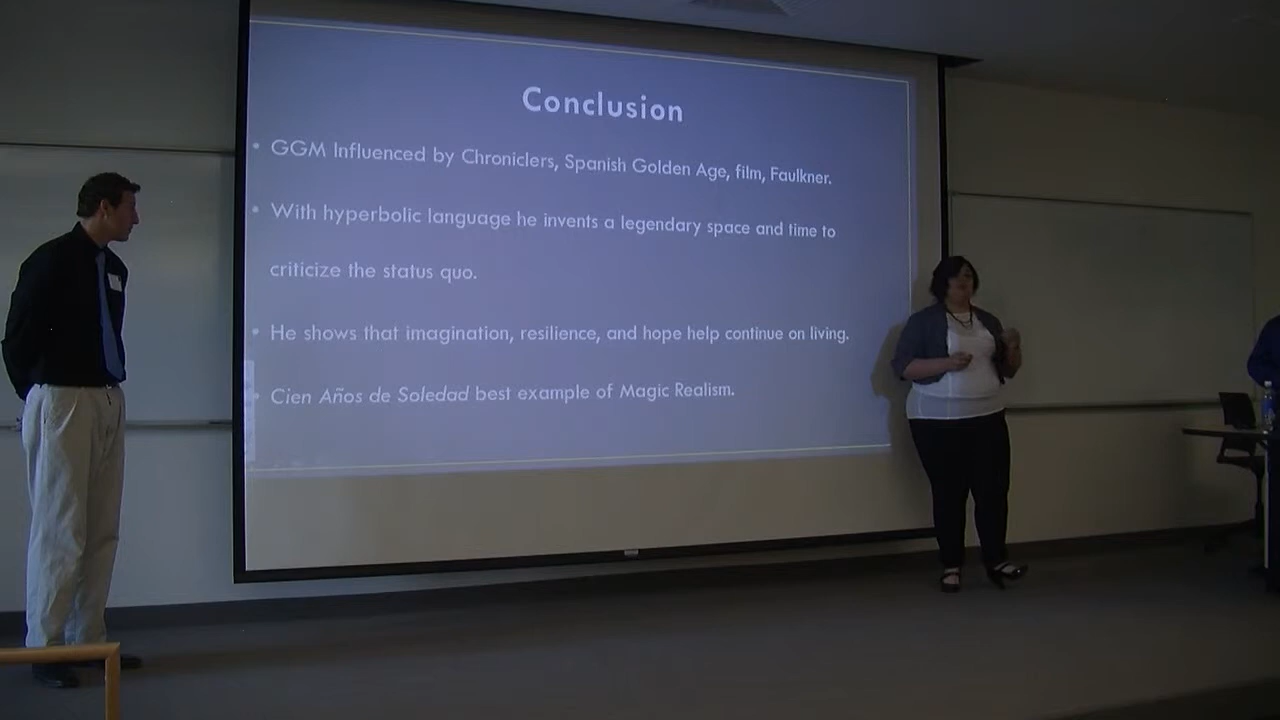 Conclusion
• GGM Influenced by Chroniclers, Spanish Golden Age, film, Faulkner.
• With hyperbolic language he invents a legendary space and time to
criticize the status quo.
• He shows that imagination, resilience, and hope help continue on living.
• Cien Años de Soledad best example of Magic Realism.